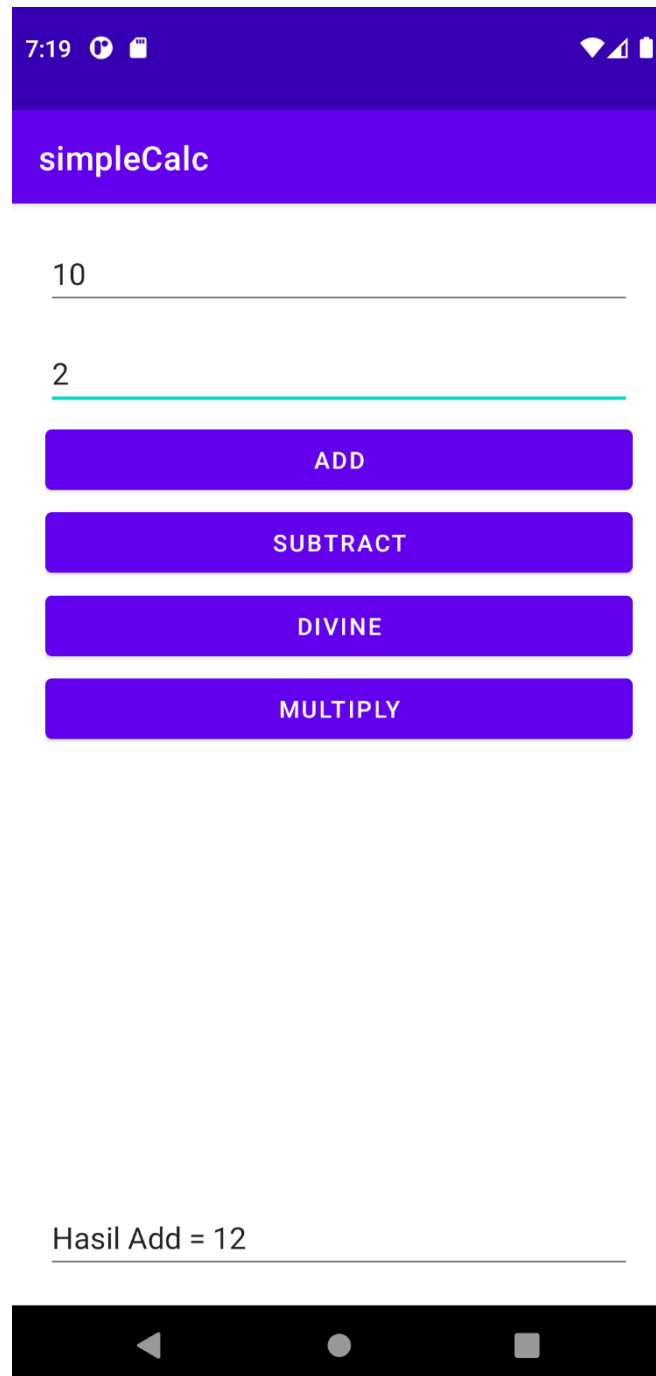 7:19
simpleCalc
10
2
ADD
SUBTRACT
DIVINE
MULTIPLY
Hasil Add = 12